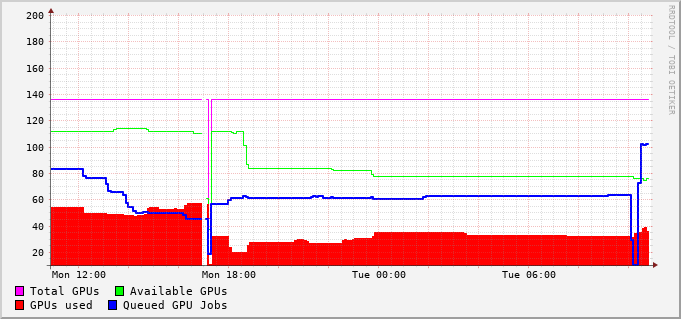 200
180
160
140
120
100
80
60
40
20
Mon 12:00 Mon 18:00 Tue 00:00 Tue 06:00
Total GPUs Available GPUs
GPUs used Queued GPU Jobs
RRDTOOL / TOBI OETIKER